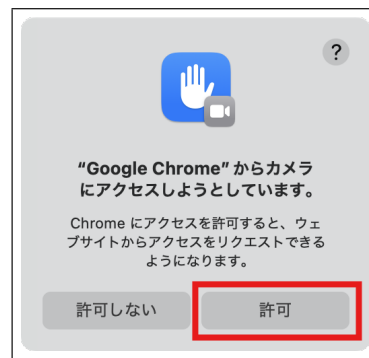 ?
“Google Chrome”からカメラ
にアクセスしようとしています。
Chrome にアクセスを許可すると、ウェ
ブサイトからアクセスをリクエストできる
ようになります。
許可しない
許可